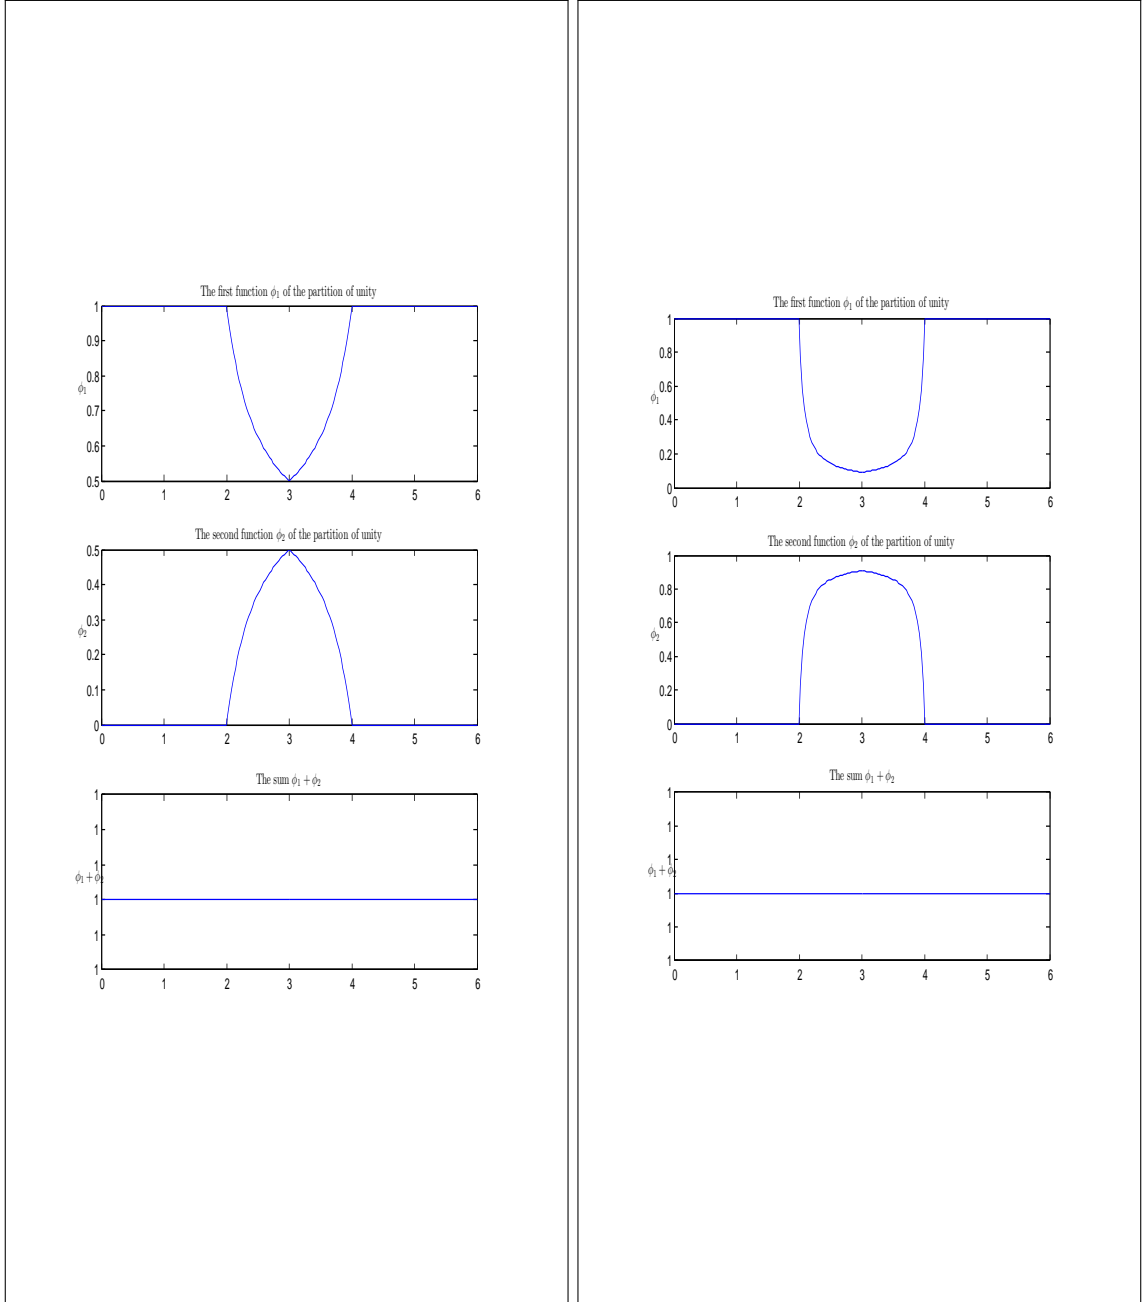 The first function ϕ₁ of the partition of unity
1
0.9
0.8
ϕ₁
0.7
0.6
0.5
0 1 2 3 4 5 6
The second function ϕ₂ of the partition of unity
0.5
0.4
0.3
ϕ₂
0.2
0.1
0
0 1 2 3 4 5 6
The sum ϕ₁ + ϕ₂
1
1
1
ϕ₁ + ϕ₂
1
1
1
0 1 2 3 4 5 6
The first function ϕ₁ of the partition of unity
1
0.8
0.6
ϕ₁
0.4
0.2
0
0 1 2 3 4 5 6
The second function ϕ₂ of the partition of unity
1
0.8
0.6
ϕ₂
0.4
0.2
0
0 1 2 3 4 5 6
The sum ϕ₁ + ϕ₂
1
1
1
ϕ₁ + ϕ₂
1
1
1
0 1 2 3 4 5 6